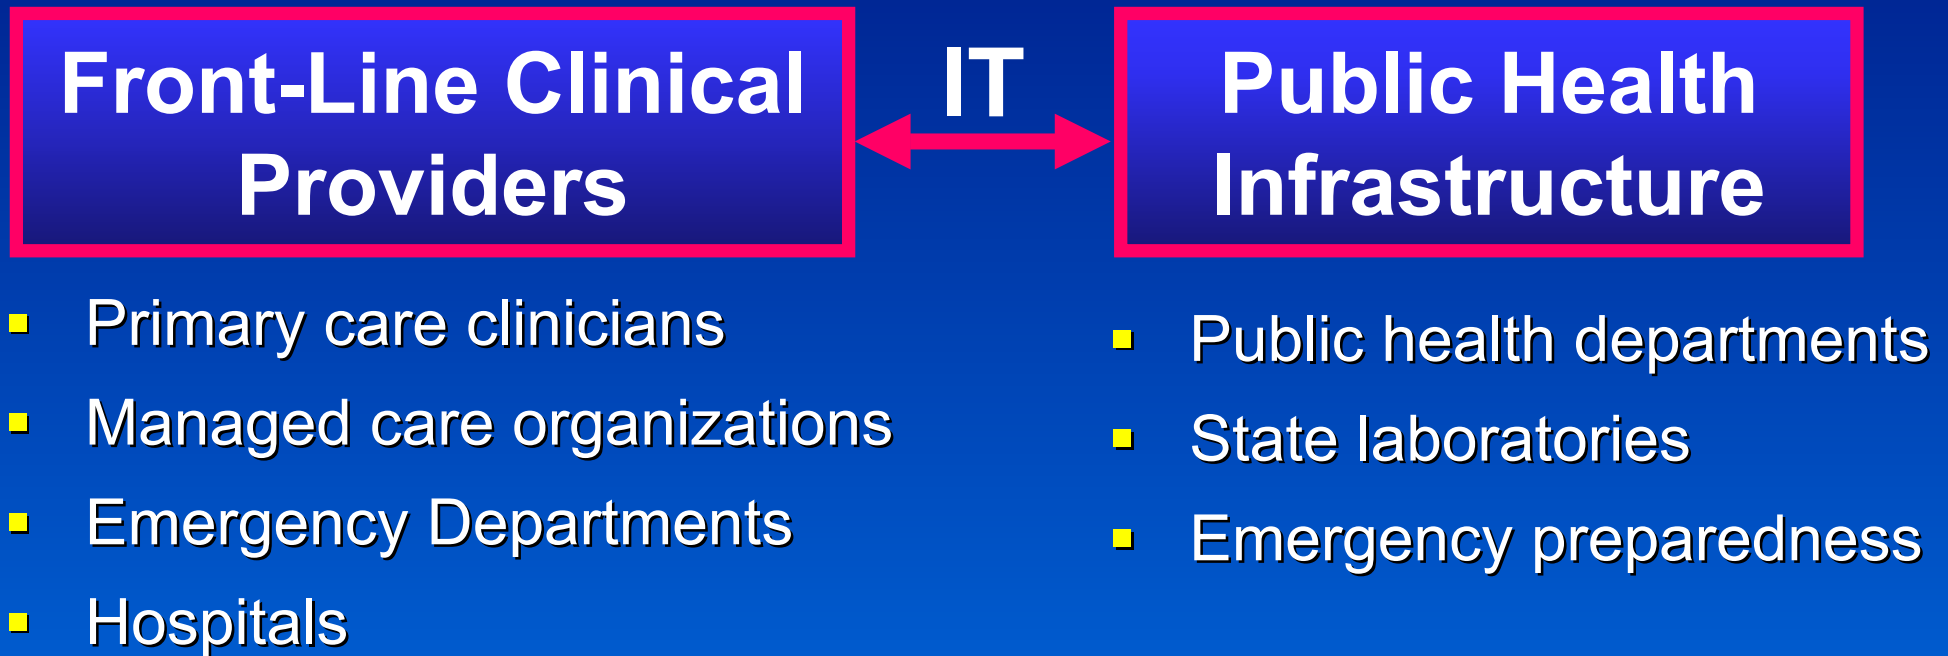 Front-Line Clinical
Providers
IT
Public Health
Infrastructure
Primary care clinicians
Managed care organizations
Emergency Departments
Hospitals
Public health departments
State laboratories
Emergency preparedness